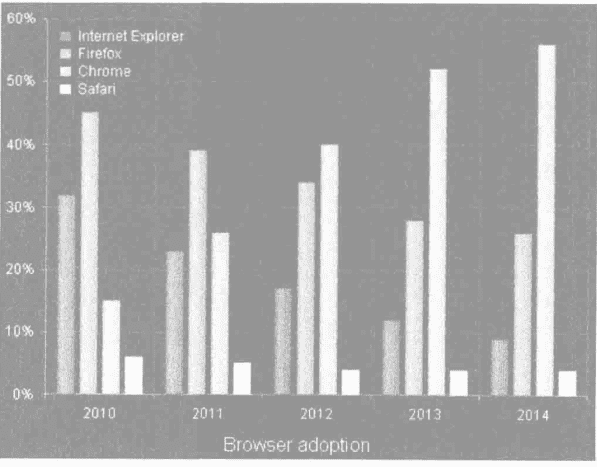 60%
Internet Explorer
Firefox
Chrome
Safari
50%
40%
30%
20%
10%
0%
2010 2011 2012 2013 2014
Browser adoption